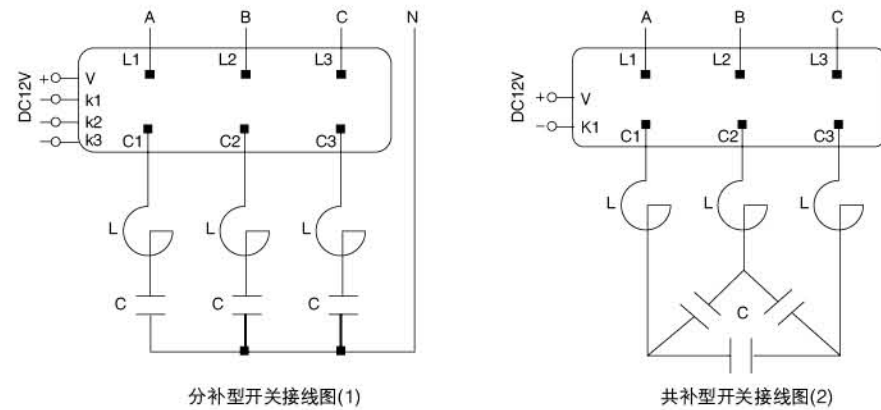 A B C N
L1 L2 L3
DC12V
+ V
- k1
- k2
- k3
C1 C2 C3
L L L
C C C
分补型开关接线图(1)
A B C
L1 L2 L3
DC12V
+ V
- K1
C1 C2 C3
L L L
C
共补型开关接线图(2)